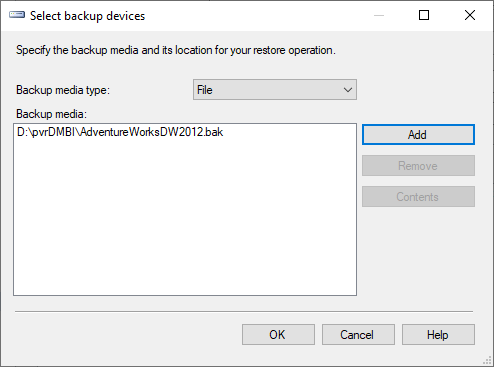 Select backup devices
Specify the backup media and its location for your restore operation.
Backup media type:
File
Backup media:
D:\pvrDMBI\AdventureWorksDW2012.bak
Add
Remove
Contents
OK
Cancel
Help